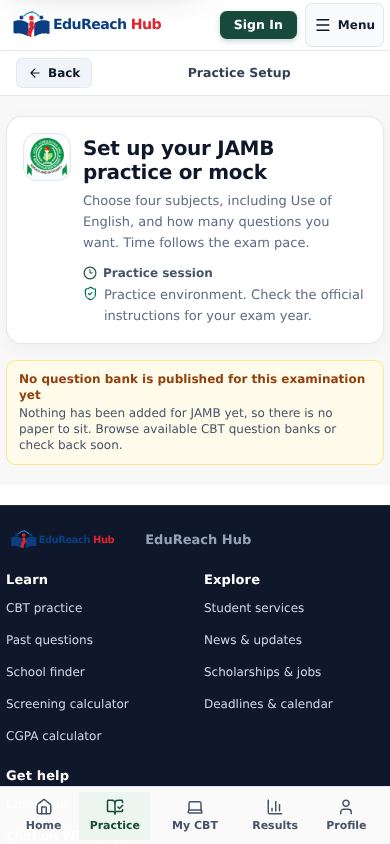 EduReach Hub
Sign In
Menu
Back
Practice Setup
Set up your JAMB
practice or mock
Choose four subjects, including Use of
English, and how many questions you
want. Time follows the exam pace.
Practice session
Practice environment. Check the official
instructions for your exam year.
No question bank is published for this examination
yet
Nothing has been added for JAMB yet, so there is no
paper to sit. Browse available CBT question banks or
check back soon.
EduReach Hub
EduReach Hub
Learn
Explore
CBT practice
Student services
Past questions
News & updates
School finder
Scholarships & jobs
Screening calculator
Deadlines & calendar
CGPA calculator
Get help
Home
Practice
My CBT
Results
Profile